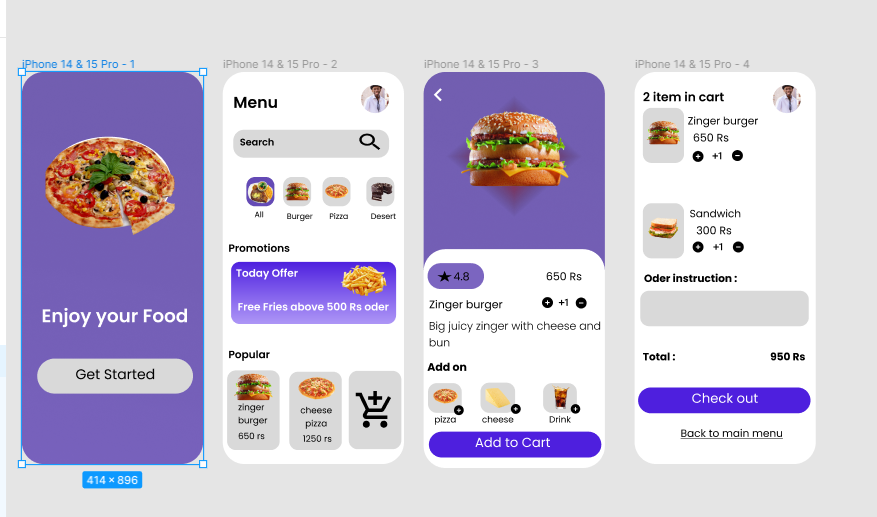 iPhone 14 & 15 Pro - 1
Enjoy your Food
Get Started
414 × 896
iPhone 14 & 15 Pro - 2
Menu
Search
All
Burger
Pizza
Desert
Promotions
Today Offer
Free Fries above 500 Rs oder
Popular
zinger
burger
650 rs
cheese
pizza
1250 rs
iPhone 14 & 15 Pro - 3
4.8
650 Rs
Zinger burger
+1
Big juicy zinger with cheese and
bun
Add on
pizza
cheese
Drink
Add to Cart
iPhone 14 & 15 Pro - 4
2 item in cart
Zinger burger
650 Rs
+1
Sandwich
300 Rs
+1
Oder instruction :
Total :
950 Rs
Check out
Back to main menu